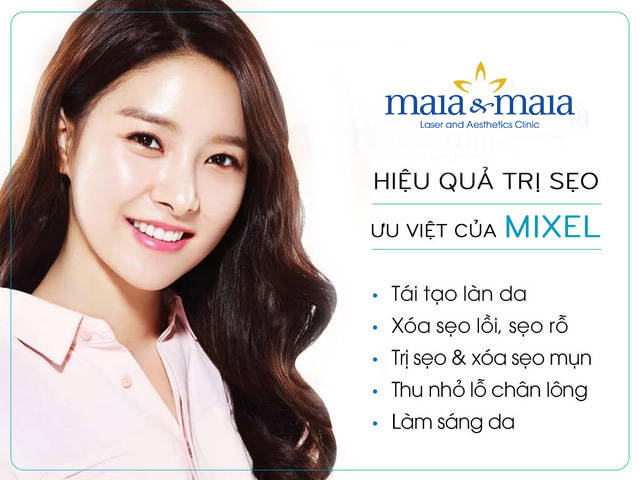 maia & maia
Laser and Aesthetics Clinic
HIỆU QUẢ TRỊ SẸO
ƯU VIỆT CỦA MIXEL
• Tái tạo làn da
• Xóa sẹo lồi, sẹo rỗ
• Trị sẹo & xóa sẹo mụn
• Thu nhỏ lỗ chân lông
• Làm sáng da